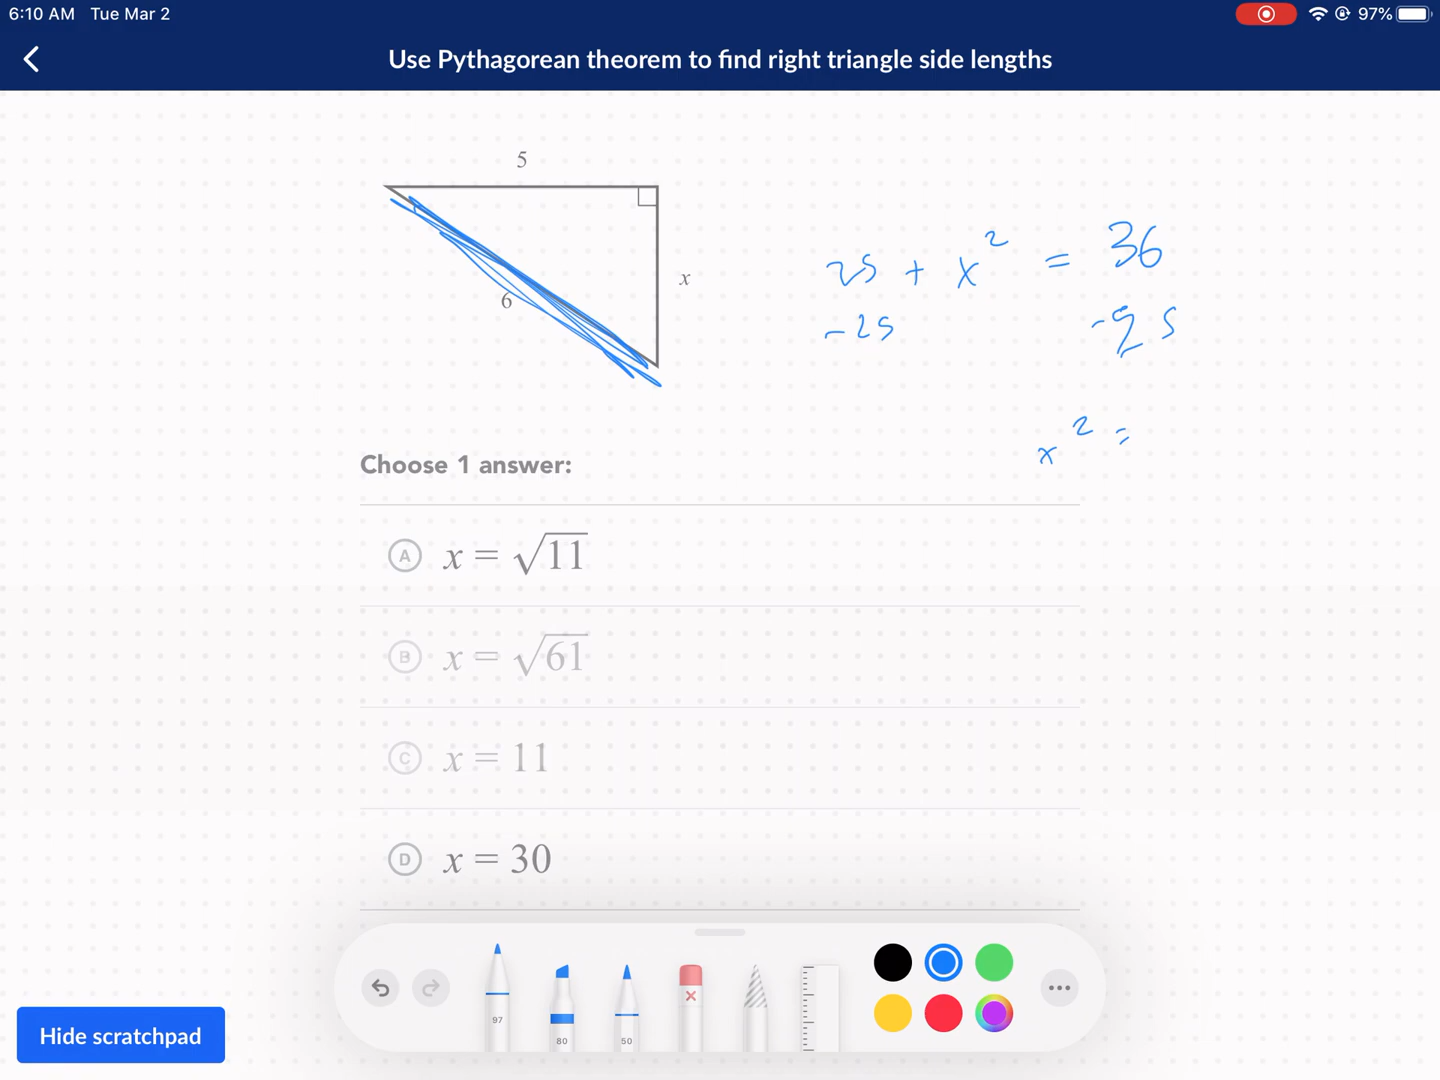 6:10 AM Tue Mar 2 97%
Use Pythagorean theorem to find right triangle side lengths
5
x
6
25 + x² = 36
-25 -25
x² =
Choose 1 answer:
A x = √11
B x = √61
C x = 11
D x = 30
97 80 50
Hide scratchpad